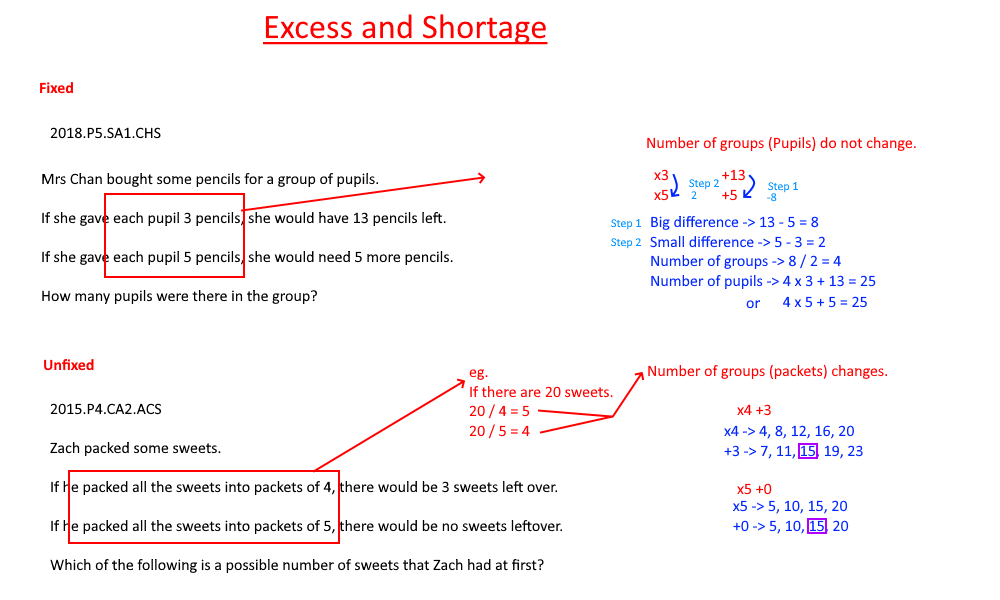 Excess and Shortage
Fixed
2018.P5.SA1.CHS
Mrs Chan bought some pencils for a group of pupils.
If she gave each pupil 3 pencils, she would have 13 pencils left.
If she gave each pupil 5 pencils, she would need 5 more pencils.
How many pupils were there in the group?
Number of groups (Pupils) do not change.
x3 Step 2 +13 Step 1
x5 2 +5 -8
Step 1 Big difference -> 13 - 5 = 8
Step 2 Small difference -> 5 - 3 = 2
Number of groups -> 8 / 2 = 4
Number of pupils -> 4 x 3 + 13 = 25
or 4 x 5 + 5 = 25
Unfixed
2015.P4.CA2.ACS
Zach packed some sweets.
If he packed all the sweets into packets of 4, there would be 3 sweets left over.
If he packed all the sweets into packets of 5, there would be no sweets leftover.
Which of the following is a possible number of sweets that Zach had at first?
eg.
If there are 20 sweets.
20 / 4 = 5
20 / 5 = 4
Number of groups (packets) changes.
x4 +3
x4 -> 4, 8, 12, 16, 20
+3 -> 7, 11, 15, 19, 23
x5 +0
x5 -> 5, 10, 15, 20
+0 -> 5, 10, 15, 20